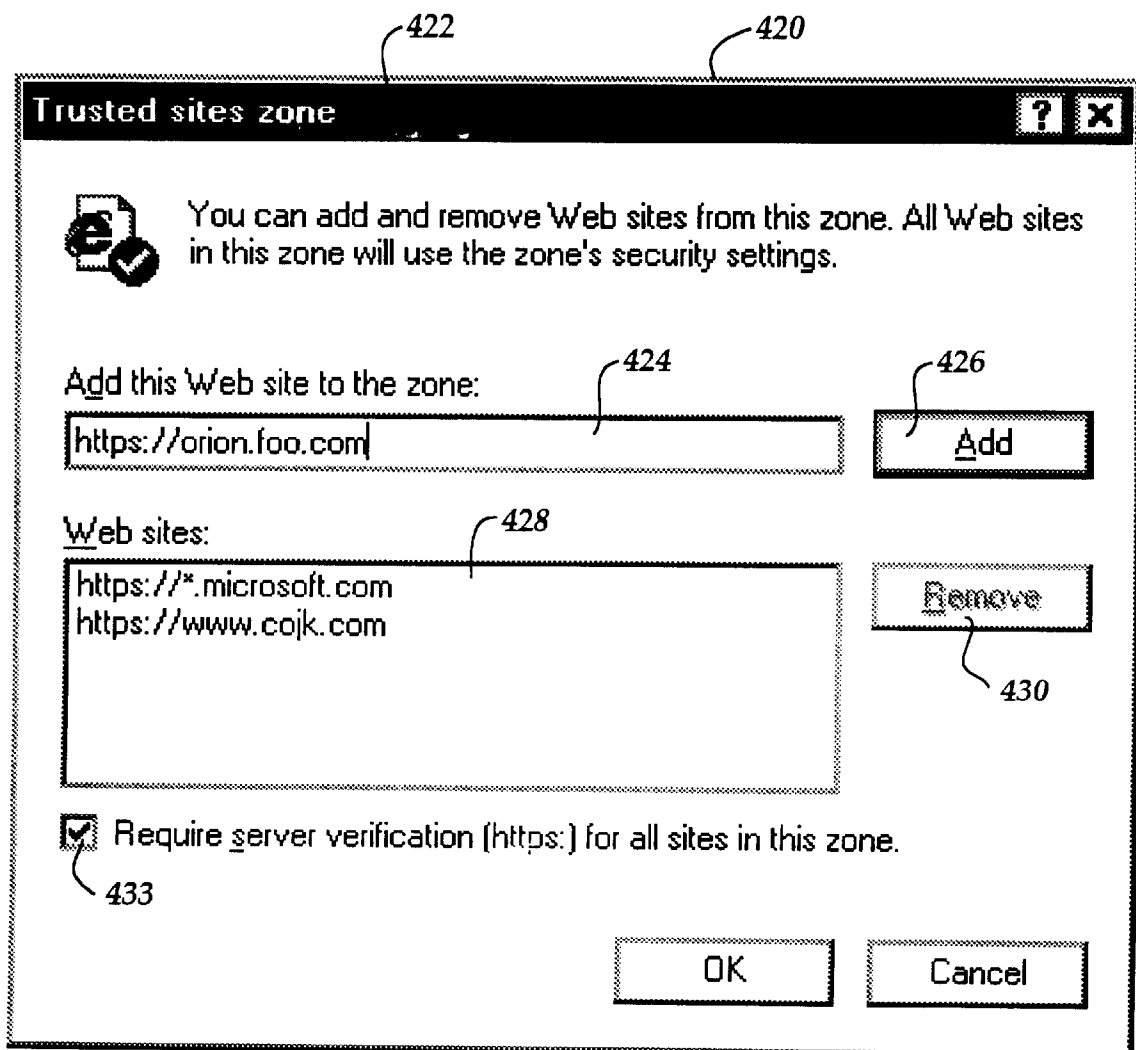 422
420
Trusted sites zone
? X
You can add and remove Web sites from this zone. All Web sites
in this zone will use the zone's security settings.
424
426
Add this Web site to the zone:
https://orion.foo.com
Add
Web sites:
428
https://*.microsoft.com
https://www.cojk.com
Remove
430
Require server verification (https:) for all sites in this zone.
433
OK
Cancel